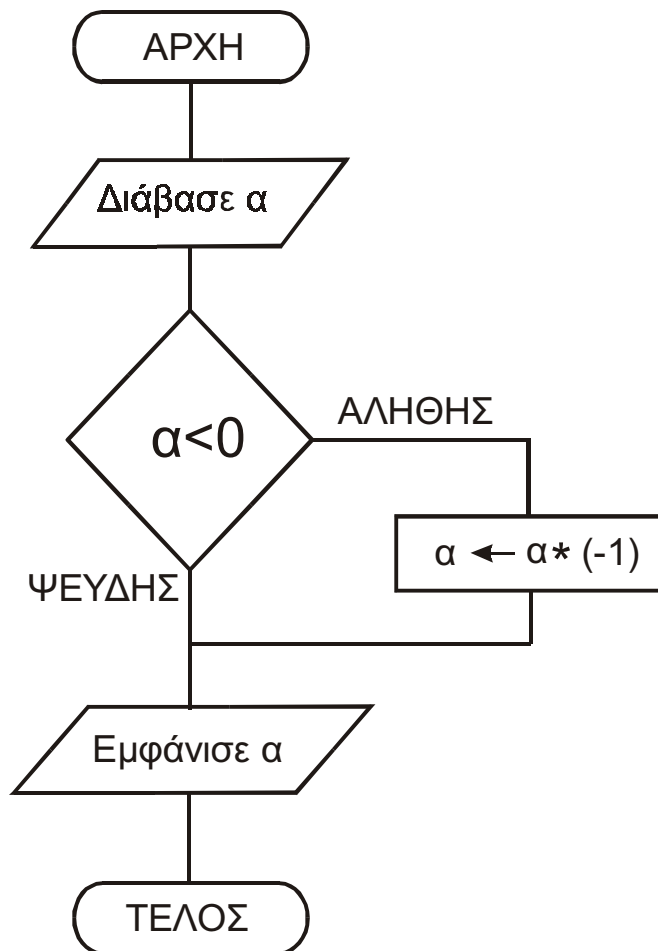 ΑΡΧΗ
Διάβασε α
α<0
ΑΛΗΘΗΣ
α ← α* (-1)
ΨΕΥΔΗΣ
Εμφάνισε α
ΤΕΛΟΣ